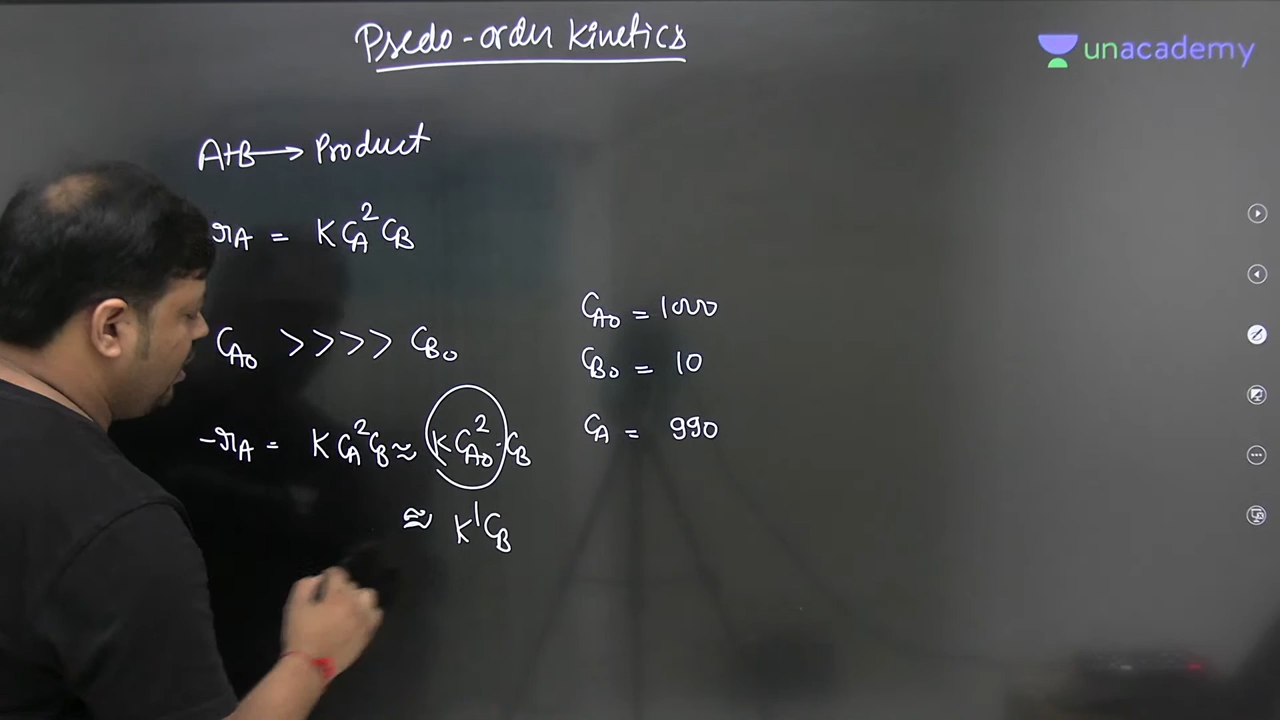 Psedo-order Kinetics
unacademy
A+B → Product
rA = K CA² CB
CA0 >>>> CB0
CA0 = 1000
CB0 = 10
CA = 990
-rA = K CA² CB ≈ K CA0² · CB
≈ K' CB